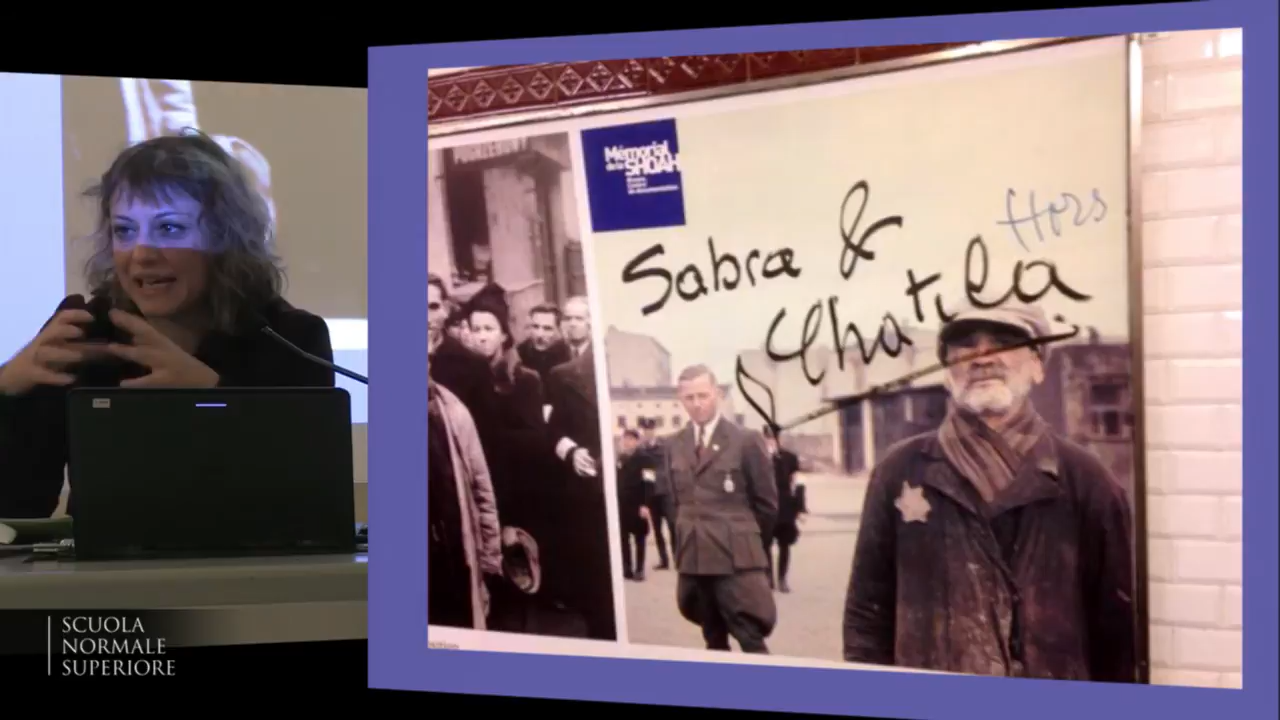 Mémorial
de la SHOAH
Sabra &
Chatila
Hors
SCUOLA
NORMALE
SUPERIORE